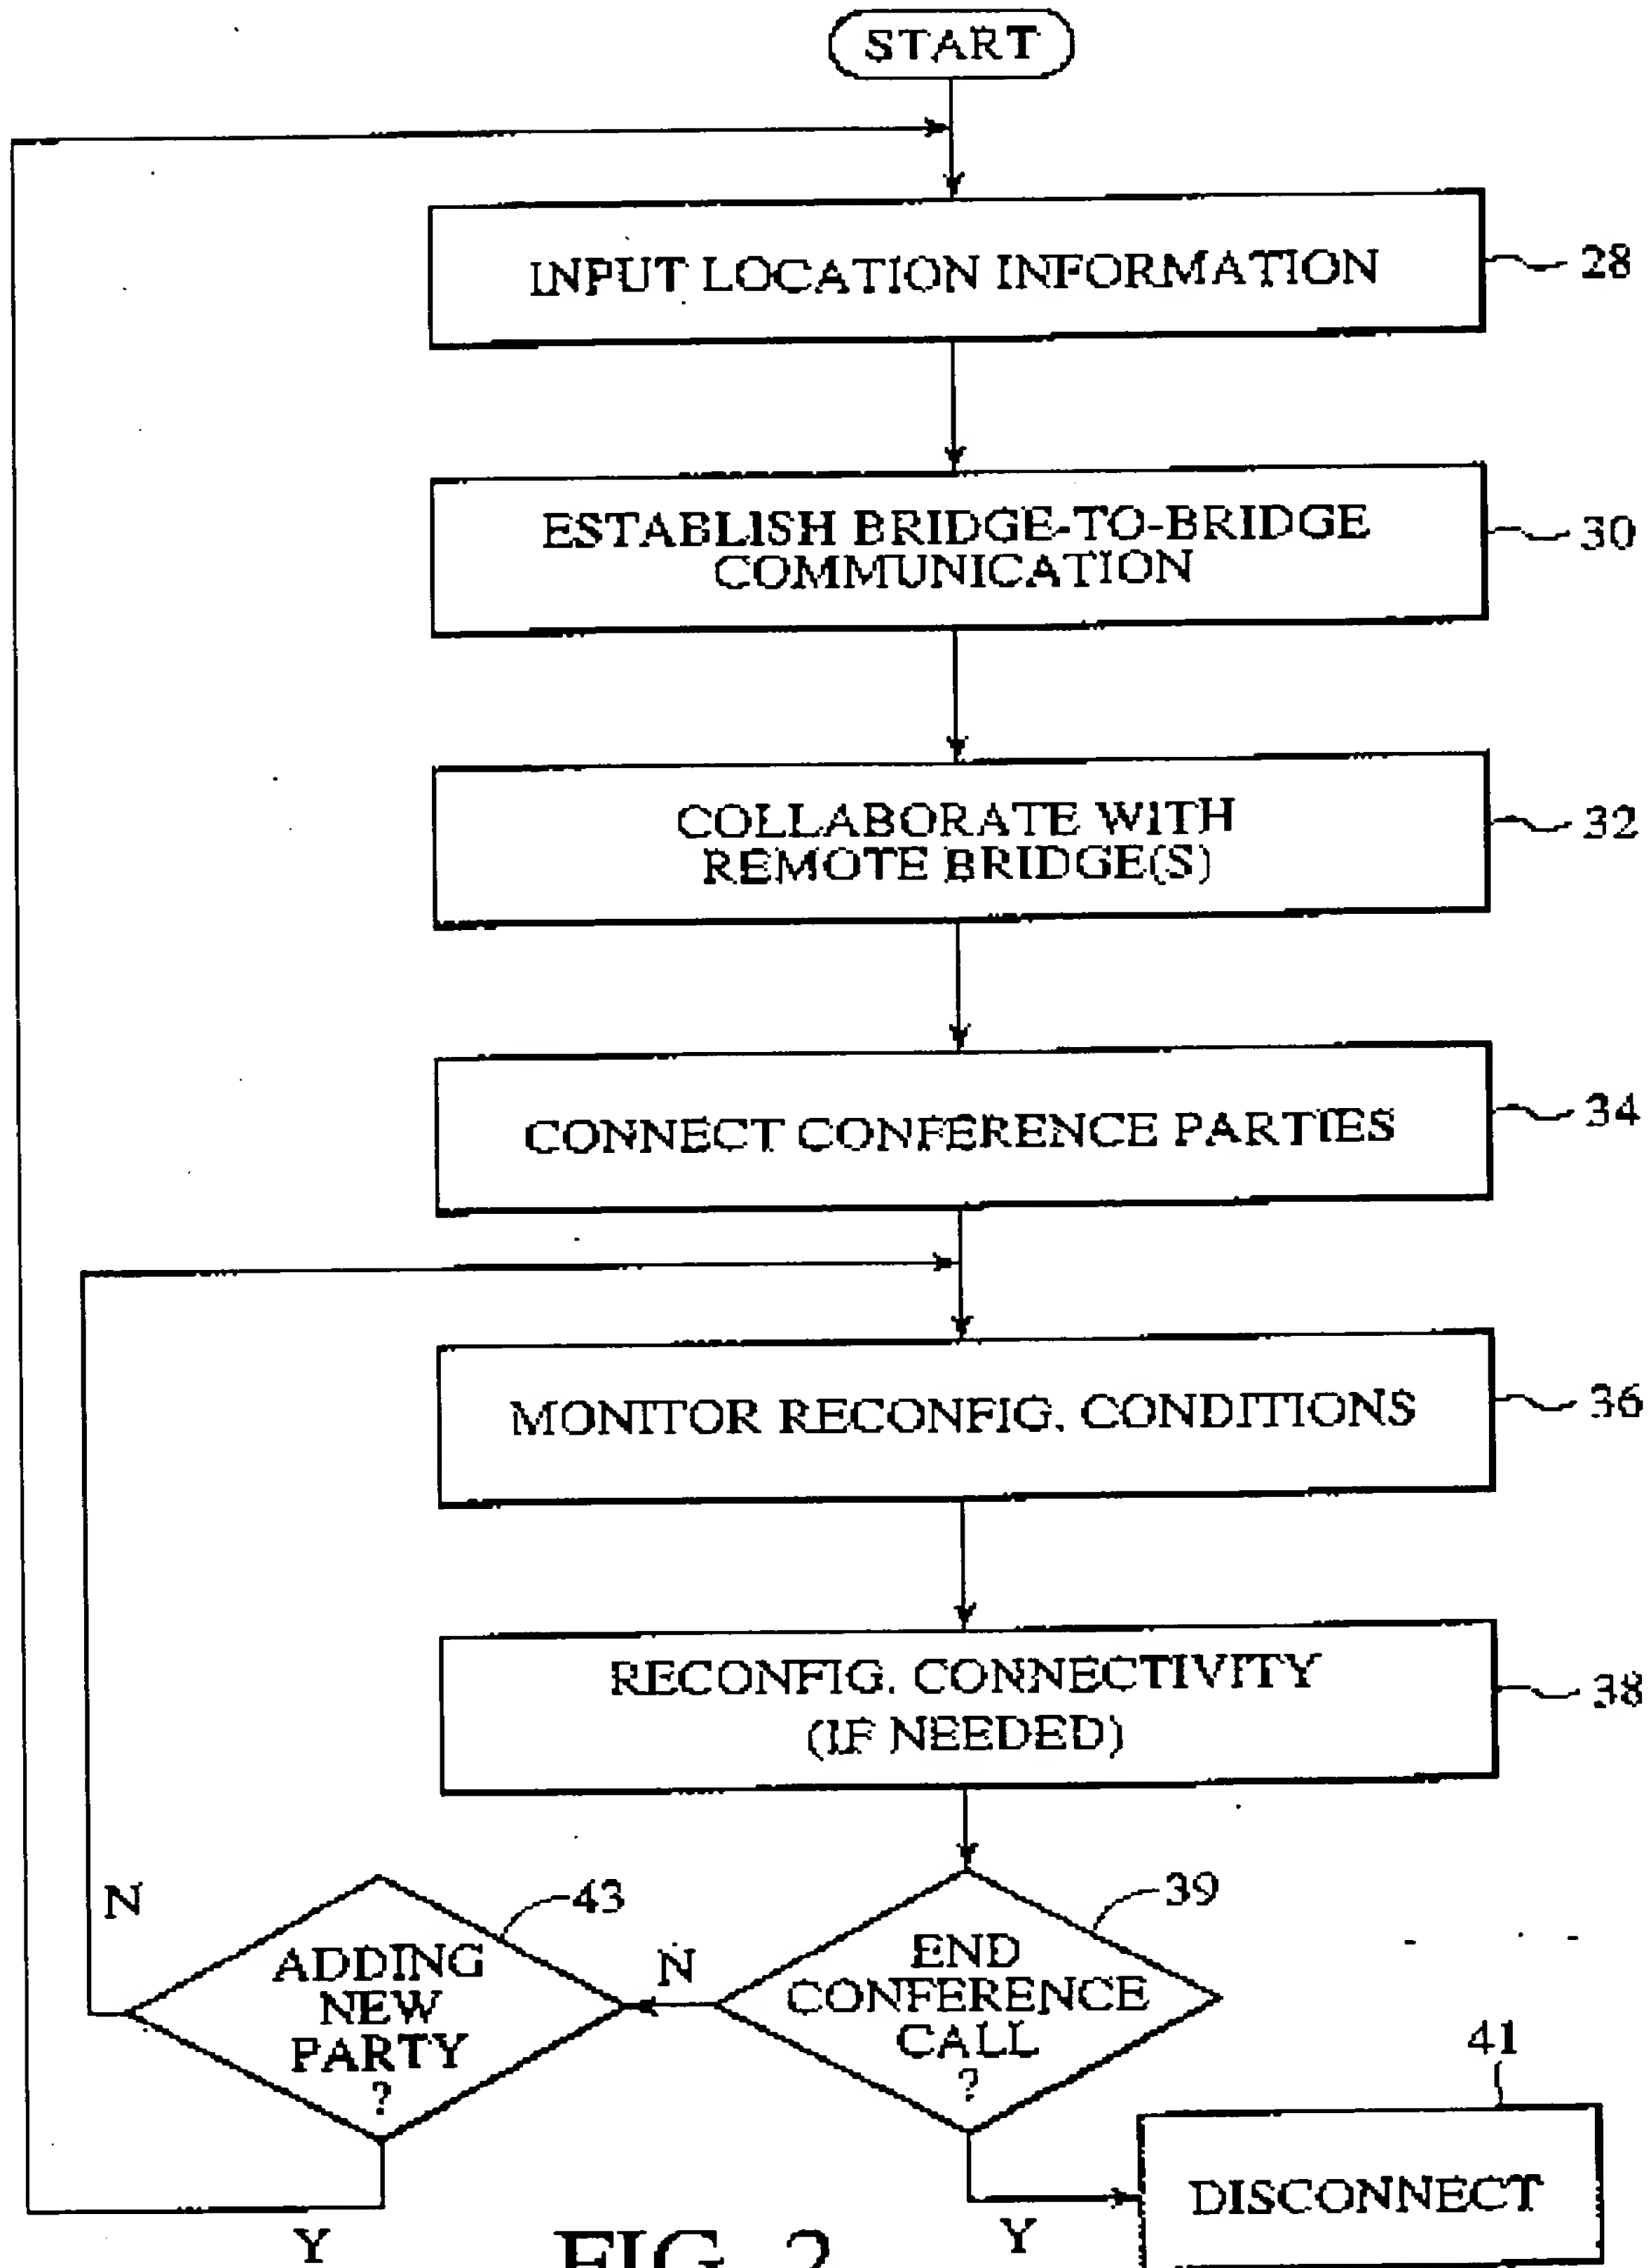 START
INPUT LOCATION INFORMATION
28
ESTABLISH BRIDGE-TO-BRIDGE
COMMUNICATION
30
COLLABORATE WITH
REMOTE BRIDGE(S)
32
CONNECT CONFERENCE PARTIES
34
MONITOR RECONFIG. CONDITIONS
36
RECONFIG. CONNECTIVITY
(IF NEEDED)
38
N
43
ADDING
NEW
PARTY
?
N
39
END
CONFERENCE
CALL
?
41
DISCONNECT
Y
Y
FIG. 2